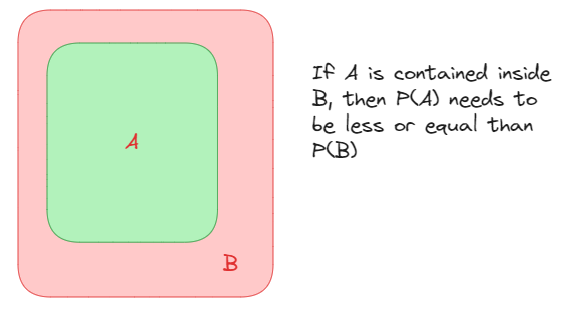 If A is contained inside
B, then P(A) needs to
be less or equal than
P(B)
A
B